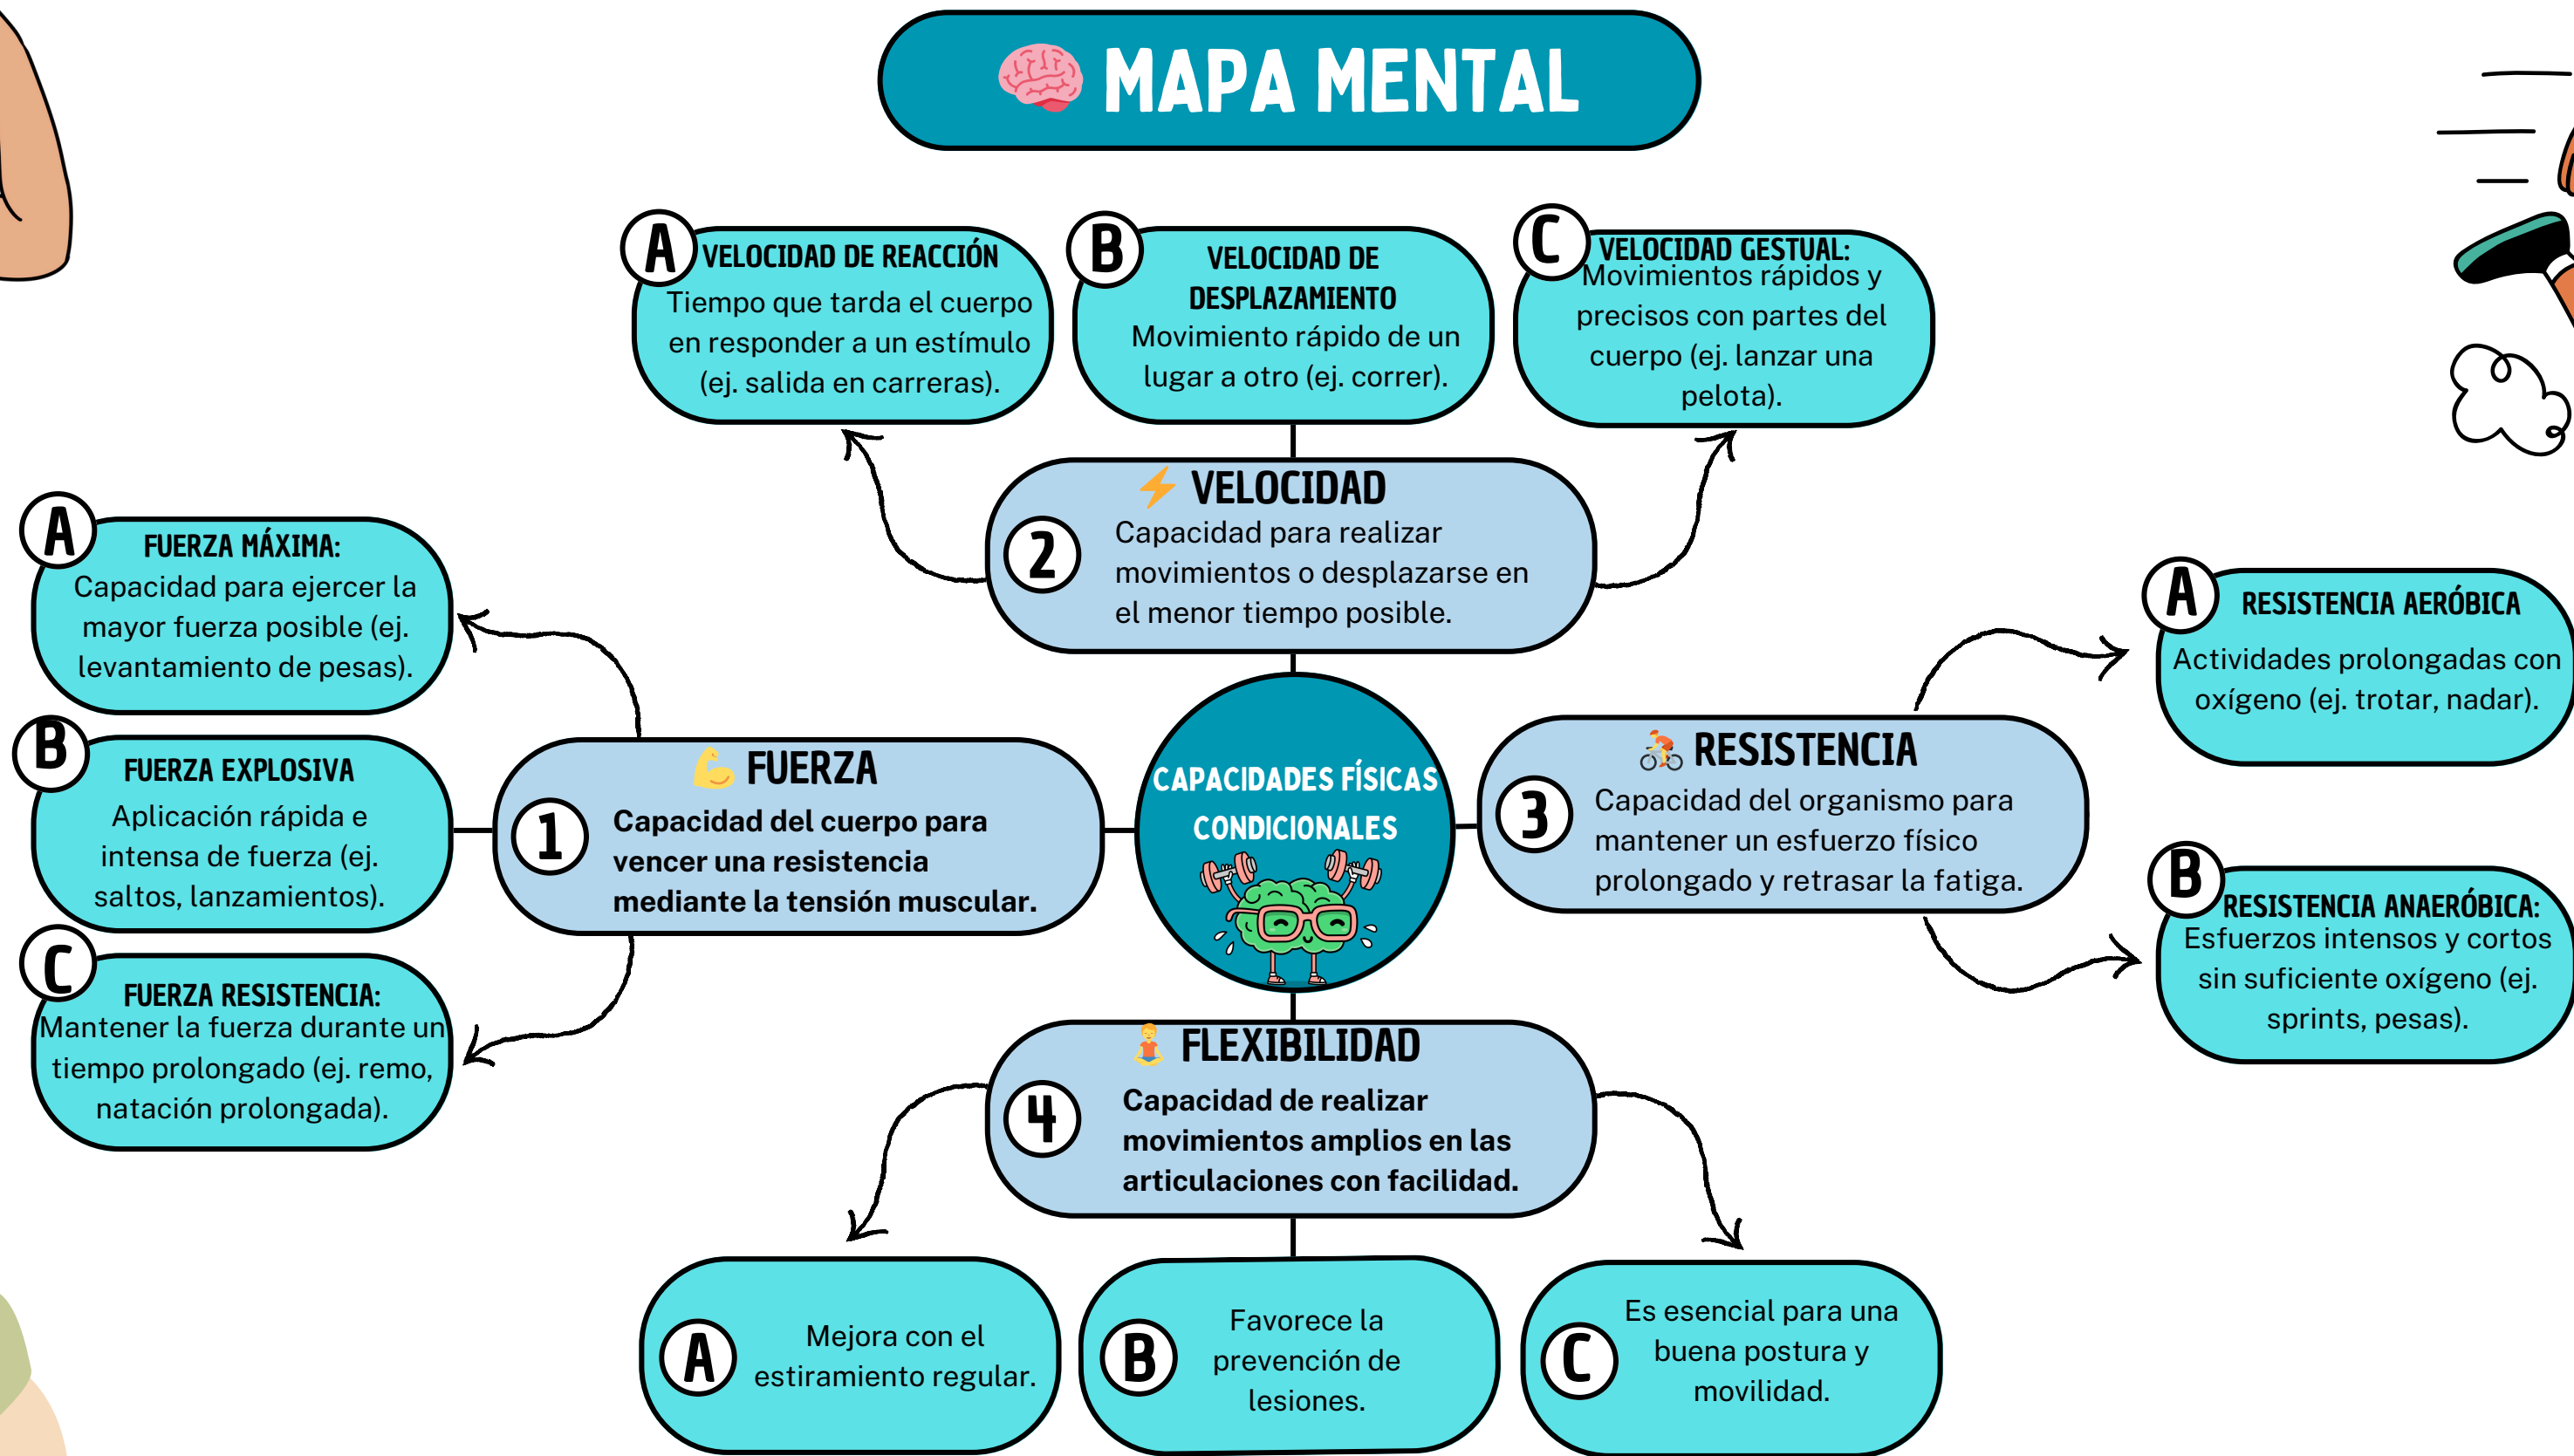 MAPA MENTAL
A
VELOCIDAD DE REACCIÓN
Tiempo que tarda el cuerpo
en responder a un estímulo
(ej. salida en carreras).
B
VELOCIDAD DE
DESPLAZAMIENTO
Movimiento rápido de un
lugar a otro (ej. correr).
C
VELOCIDAD GESTUAL:
Movimientos rápidos y
precisos con partes del
cuerpo (ej. lanzar una
pelota).
2
VELOCIDAD
Capacidad para realizar
movimientos o desplazarse en
el menor tiempo posible.
A
FUERZA MÁXIMA:
Capacidad para ejercer la
mayor fuerza posible (ej.
levantamiento de pesas).
B
FUERZA EXPLOSIVA
Aplicación rápida e
intensa de fuerza (ej.
saltos, lanzamientos).
C
FUERZA RESISTENCIA:
Mantener la fuerza durante un
tiempo prolongado (ej. remo,
natación prolongada).
1
FUERZA
Capacidad del cuerpo para
vencer una resistencia
mediante la tensión muscular.
CAPACIDADES FÍSICAS
CONDICIONALES
3
RESISTENCIA
Capacidad del organismo para
mantener un esfuerzo físico
prolongado y retrasar la fatiga.
A
RESISTENCIA AERÓBICA
Actividades prolongadas con
oxígeno (ej. trotar, nadar).
B
RESISTENCIA ANAERÓBICA:
Esfuerzos intensos y cortos
sin suficiente oxígeno (ej.
sprints, pesas).
4
FLEXIBILIDAD
Capacidad de realizar
movimientos amplios en las
articulaciones con facilidad.
A
Mejora con el
estiramiento regular.
B
Favorece la
prevención de
lesiones.
C
Es esencial para una
buena postura y
movilidad.